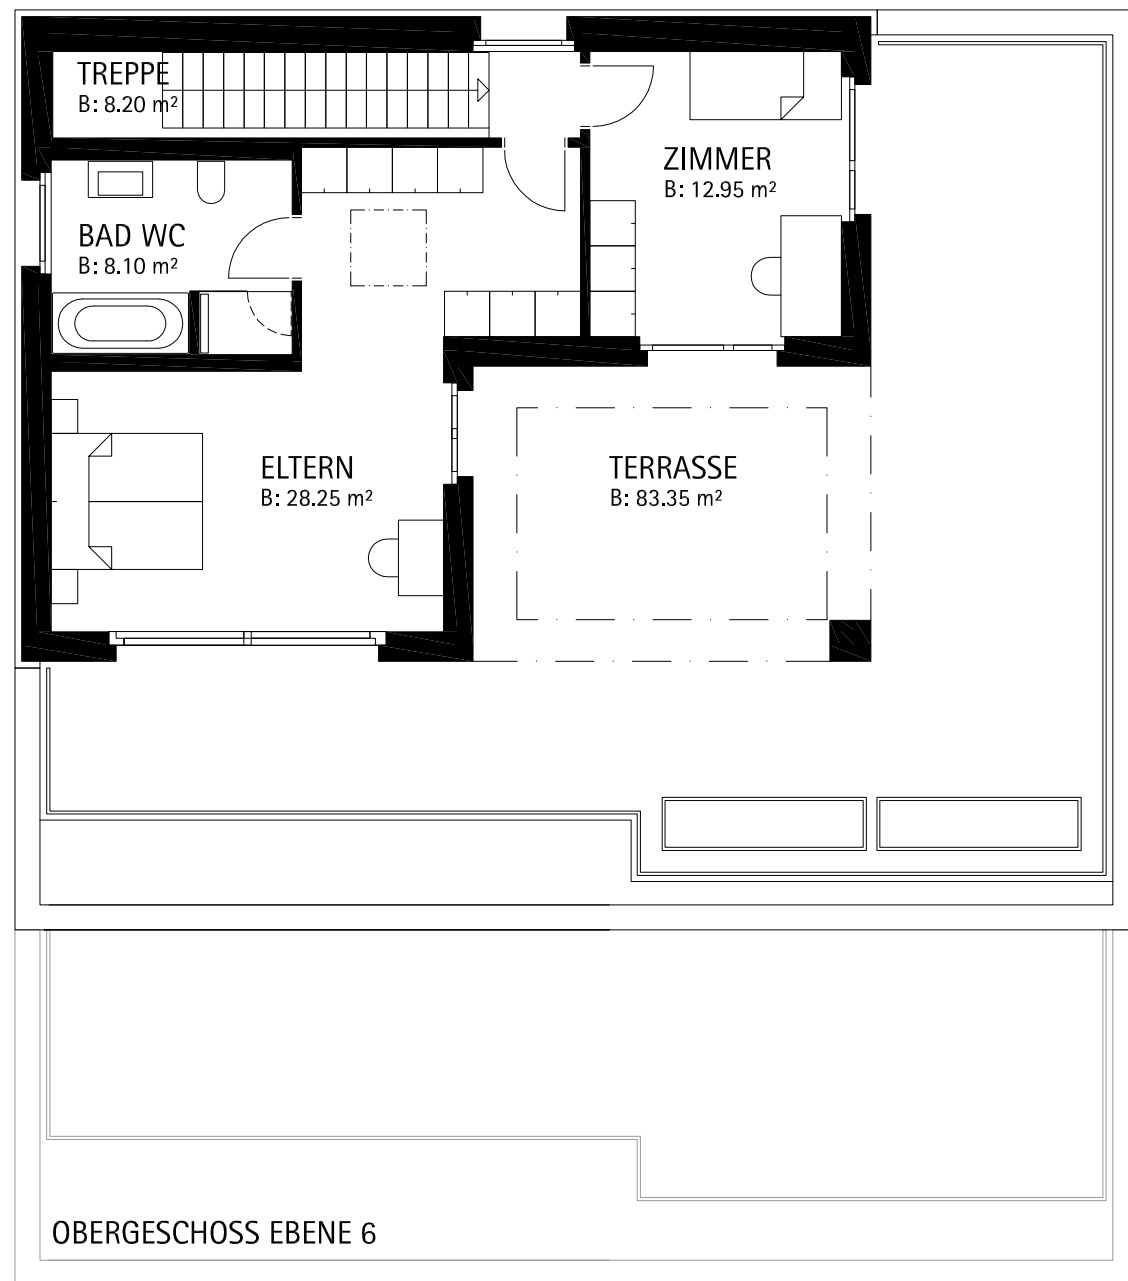 TREPPE
B: 8.20 m²
ZIMMER
B: 12.95 m²
BAD WC
B: 8.10 m²
ELTERN
B: 28.25 m²
TERRASSE
B: 83.35 m²
OBERGESCHOSS EBENE 6